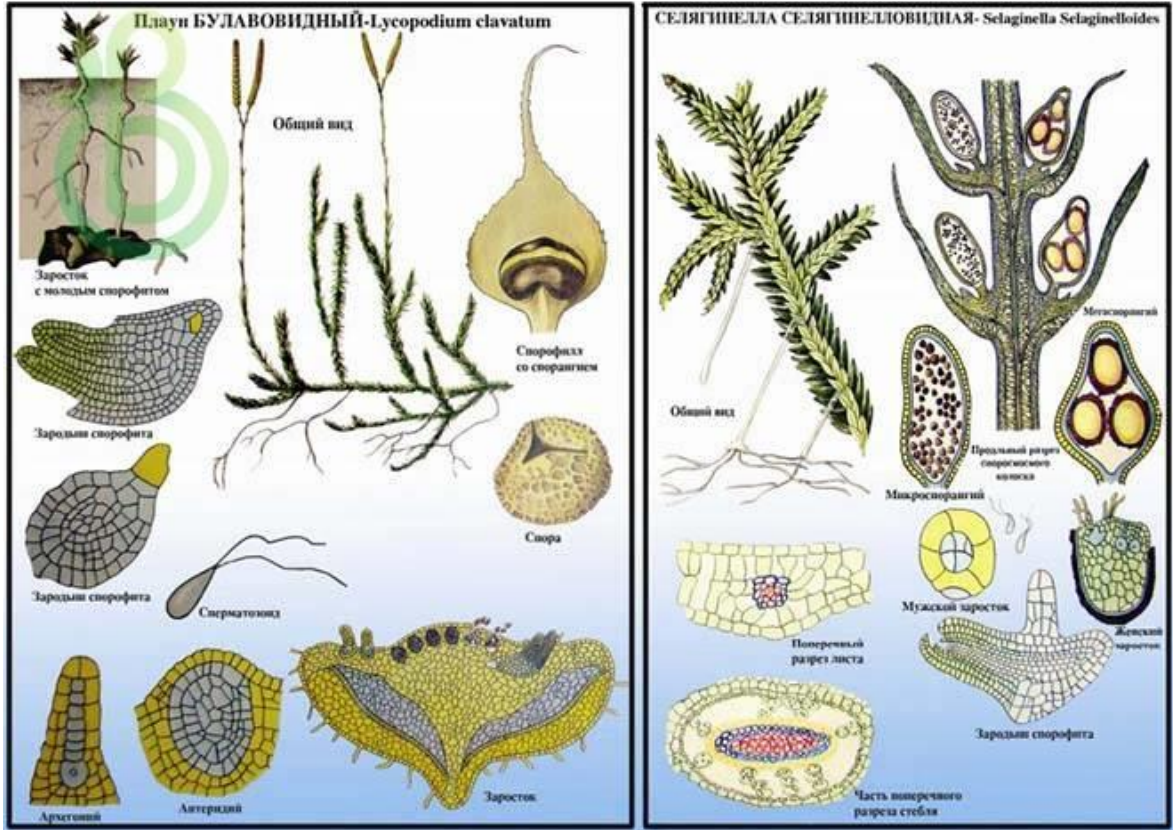 Плаун БУЛАВОВИДНЫЙ-Lycopodium clavatum
Общий вид
Заросток
с молодым спорофитом
Спорофилл
со спорангием
Зародыш спорофита
Спора
Зародыш спорофита
Сперматозоид
Архегоний
Антеридий
Заросток
СЕЛЯГИНЕЛЛА СЕЛЯГИНЕЛЛОВИДНАЯ- Selaginella Selaginelloides
Мегаспорангий
Общий вид
Продльный разрез
спороносного
колоска
Микроспорангий
Мужской заросток
Женский
заросток
Поперечный
разрез листа
Зародыш спорофита
Часть поперечного
разреза стебля